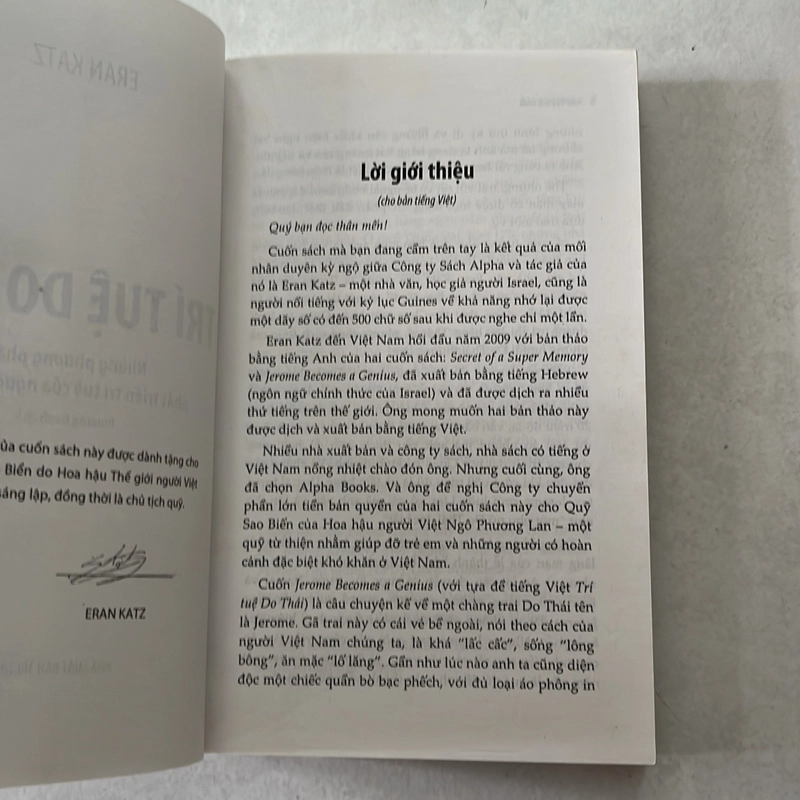 ủa cuốn sách này được dành tặng cho
Biển do Hoa hậu Thế giới người Việt
sáng lập, đồng thời là chủ tịch quỹ.
ERAN KATZ
Lời giới thiệu
(cho bản tiếng Việt)
Quý bạn đọc thân mến!
Cuốn sách mà bạn đang cầm trên tay là kết quả của mối
nhân duyên kỳ ngộ giữa Công ty Sách Alpha và tác giả của
nó là Eran Katz – một nhà văn, học giả người Israel, cũng là
người nổi tiếng với kỷ lục Guines về khả năng nhớ lại được
một dãy số có đến 500 chữ số sau khi được nghe chỉ một lần.
Eran Katz đến Việt Nam hồi đầu năm 2009 với bản thảo
bằng tiếng Anh của hai cuốn sách: Secret of a Super Memory
và Jerome Becomes a Genius, đã xuất bản bằng tiếng Hebrew
(ngôn ngữ chính thức của Israel) và đã được dịch ra nhiều
thứ tiếng trên thế giới. Ông mong muốn hai bản thảo này
được dịch và xuất bản bằng tiếng Việt.
Nhiều nhà xuất bản và công ty sách, nhà sách có tiếng ở
Việt Nam nồng nhiệt chào đón ông. Nhưng cuối cùng, ông
đã chọn Alpha Books. Và ông đề nghị Công ty chuyển
phần lớn tiền bản quyền của hai cuốn sách này cho Quỹ
Sao Biển của Hoa hậu người Việt Ngô Phương Lan – một
quỹ từ thiện nhằm giúp đỡ trẻ em và những người có hoàn
cảnh đặc biệt khó khăn ở Việt Nam.
Cuốn Jerome Becomes a Genius (với tựa đề tiếng Việt Trí
tuệ Do Thái) là câu chuyện kể về một chàng trai Do Thái tên
là Jerome. Gã trai này có cái vẻ bề ngoài, nói theo cách của
người Việt Nam chúng ta, là khá “lấc cấc”, sống “lông
bông”, ăn mặc “lố lăng”. Gần như lúc nào anh ta cũng diện
độc một chiếc quần bò bạc phếch, với đủ loại áo phông in